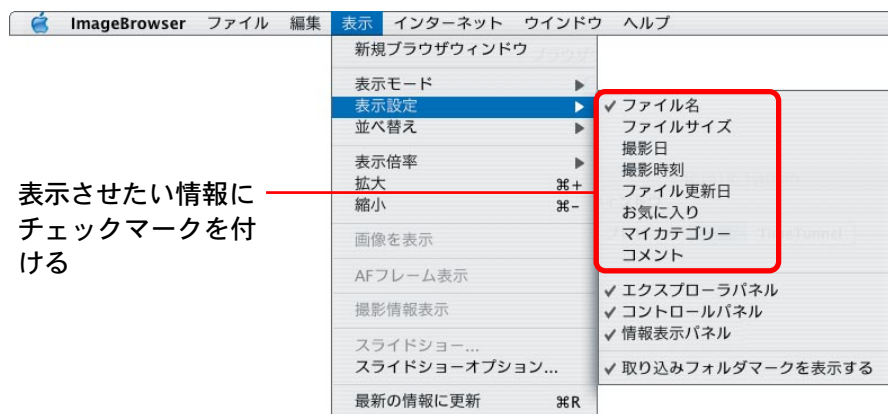 ImageBrowser ファイル 編集 表示 インターネット ウインドウ ヘルプ
新規ブラウザウィンドウ
表示モード
表示設定
並べ替え
表示倍率
拡大 ⌘+
縮小 ⌘-
画像を表示
AFフレーム表示
撮影情報表示
スライドショー...
スライドショーオプション...
最新の情報に更新 ⌘R
✓ ファイル名
ファイルサイズ
撮影日
撮影時刻
ファイル更新日
お気に入り
マイカテゴリー
コメント
✓ エクスプローラパネル
✓ コントロールパネル
✓ 情報表示パネル
✓ 取り込みフォルダマークを表示する
表示させたい情報に
チェックマークを付
ける